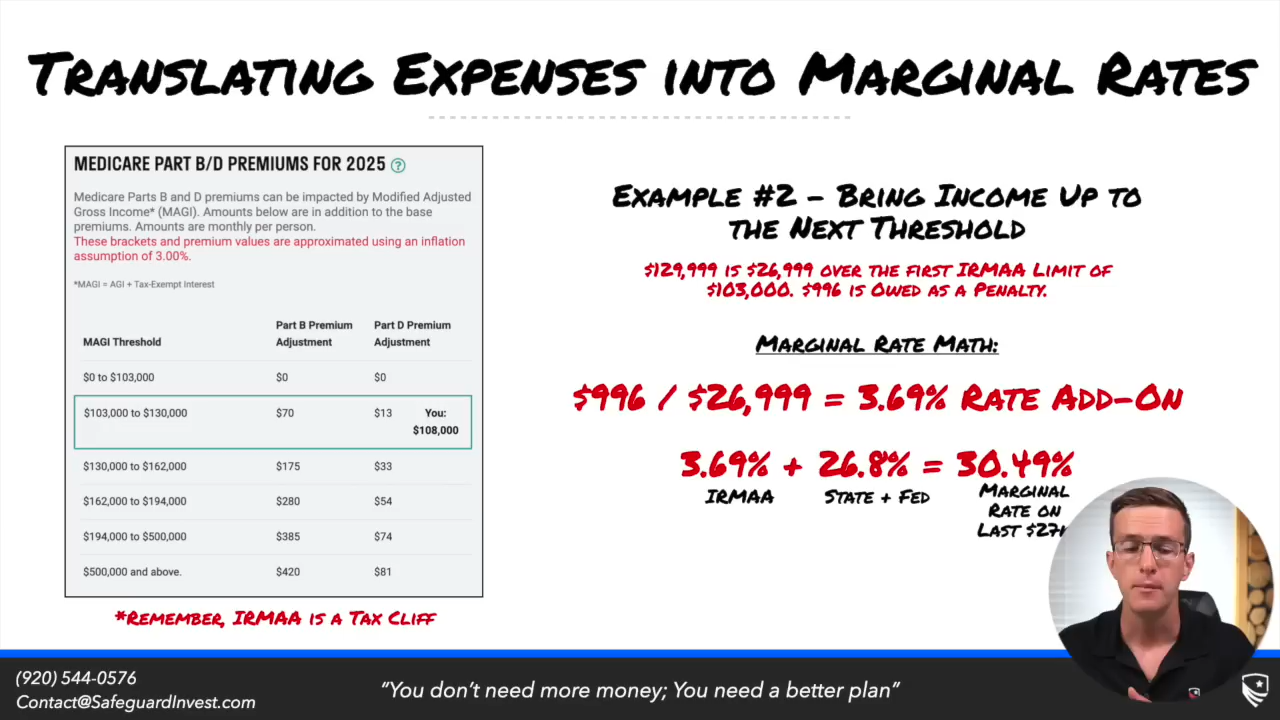 Translating Expenses into Marginal Rates
MEDICARE PART B/D PREMIUMS FOR 2025 ?
Medicare Parts B and D premiums can be impacted by Modified Adjusted
Gross Income* (MAGI). Amounts below are in addition to the base
premiums. Amounts are monthly per person.
These brackets and premium values are approximated using an inflation
assumption of 3.00%.
*MAGI = AGI + Tax-Exempt Interest
MAGI Threshold Part B Premium Adjustment Part D Premium Adjustment
$0 to $103,000 $0 $0
$103,000 to $130,000 $70 $13 You: $108,000
$130,000 to $162,000 $175 $33
$162,000 to $194,000 $280 $54
$194,000 to $500,000 $385 $74
$500,000 and above. $420 $81
*Remember, IRMAA is a Tax Cliff
Example #2 – Bring Income Up to
the Next Threshold
$129,999 is $26,999 over the first IRMAA Limit of
$103,000. $996 is Owed as a Penalty.
Marginal Rate Math:
$996 / $26,999 = 3.69% Rate Add-On
3.69% + 26.8% = 30.49%
IRMAA State + Fed Marginal
Rate on
Last
(920) 544-0576
Contact@SafeguardInvest.com
"You don't need more money; You need a better plan"